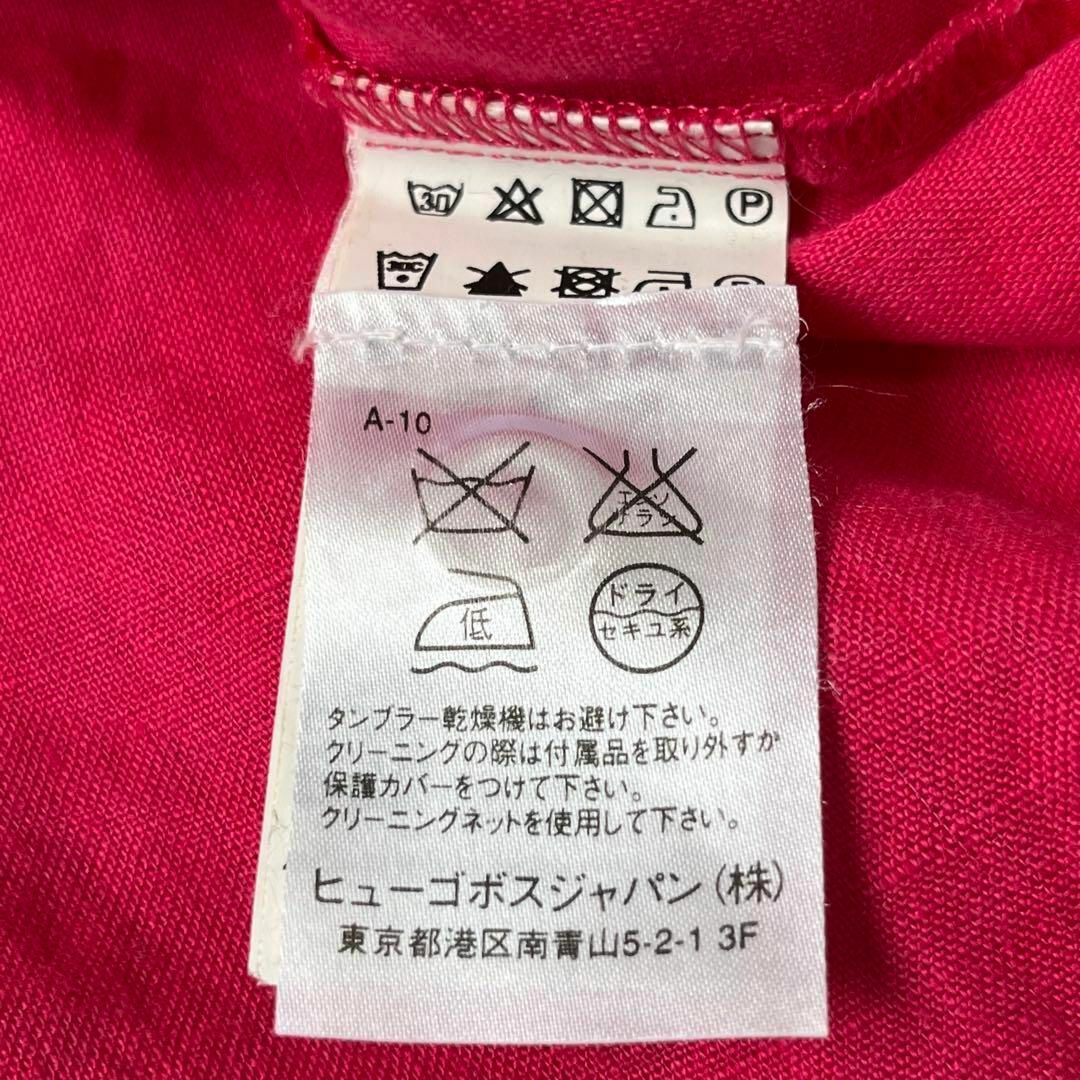 30
P
A-10
エンソ
サラシ
低
ドライ
セキユ系
タンブラー乾燥機はお避け下さい。
クリーニングの際は付属品を取り外すか
保護カバーをつけて下さい。
クリーニングネットを使用して下さい。
ヒューゴボスジャパン(株)
東京都港区南青山5-2-1 3F